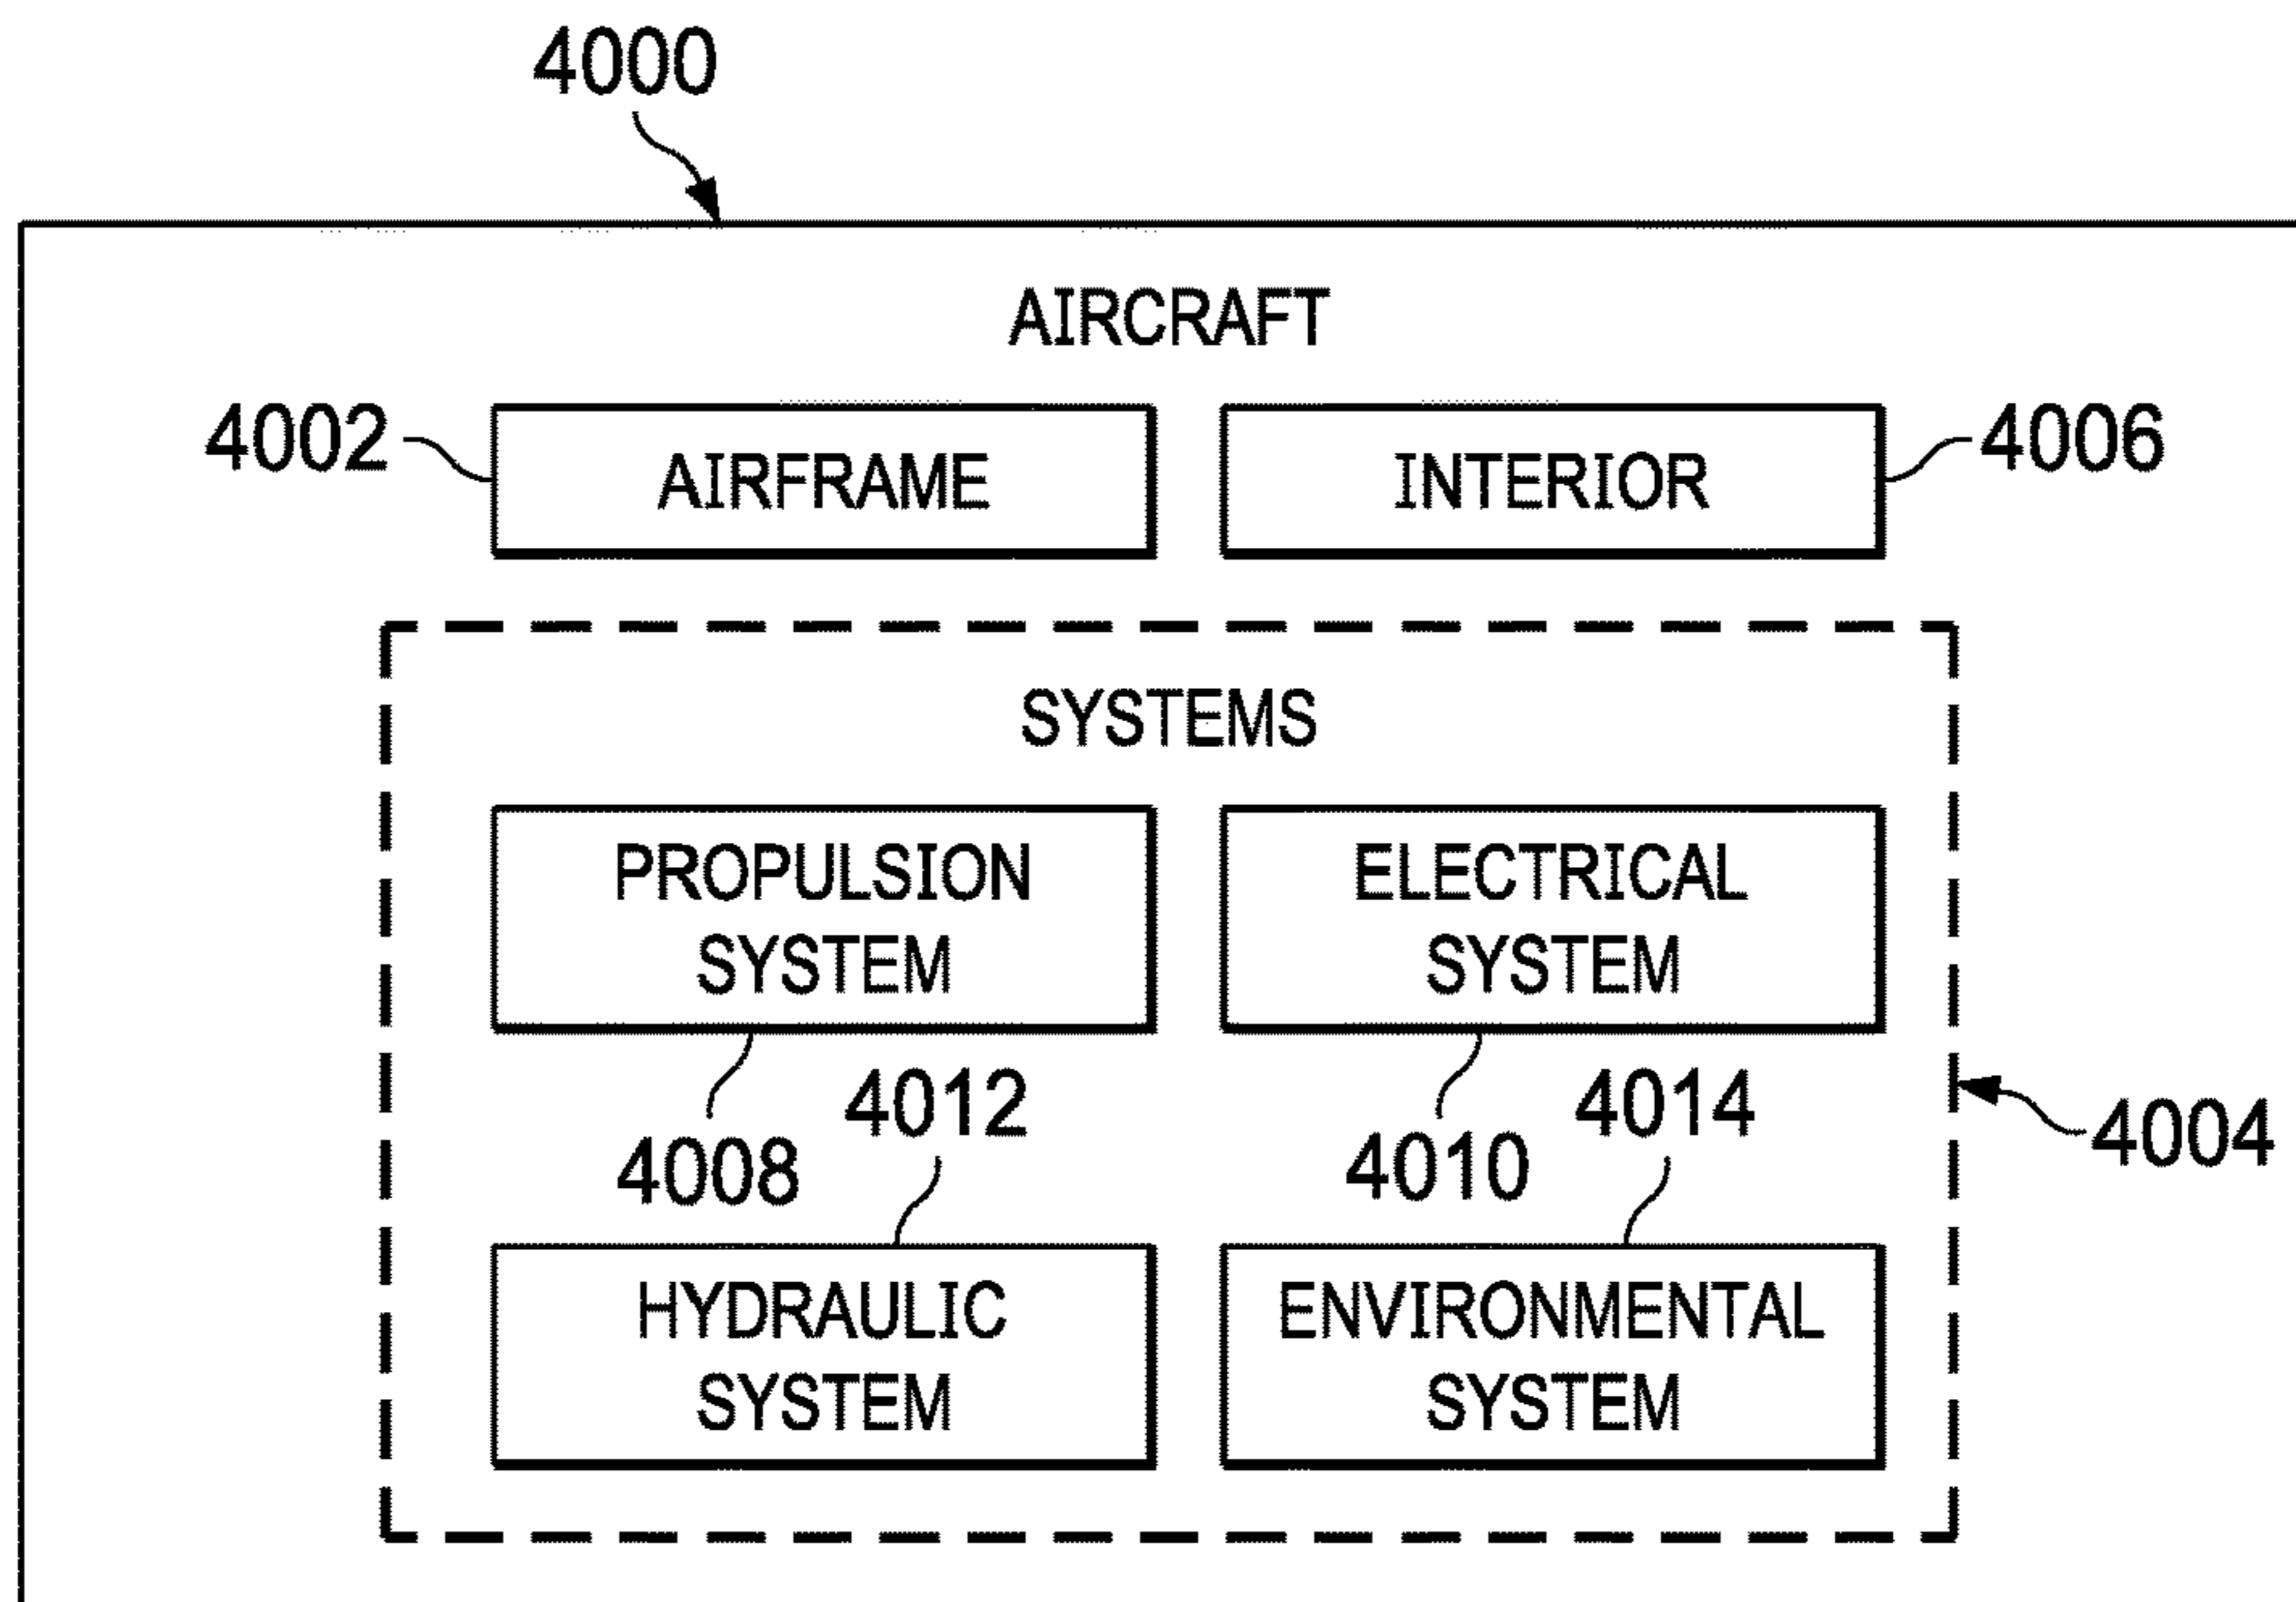 4000
AIRCRAFT
4002
AIRFRAME
INTERIOR
4006
SYSTEMS
PROPULSION
SYSTEM
ELECTRICAL
SYSTEM
4008
4012
4010
4014
4004
HYDRAULIC
SYSTEM
ENVIRONMENTAL
SYSTEM